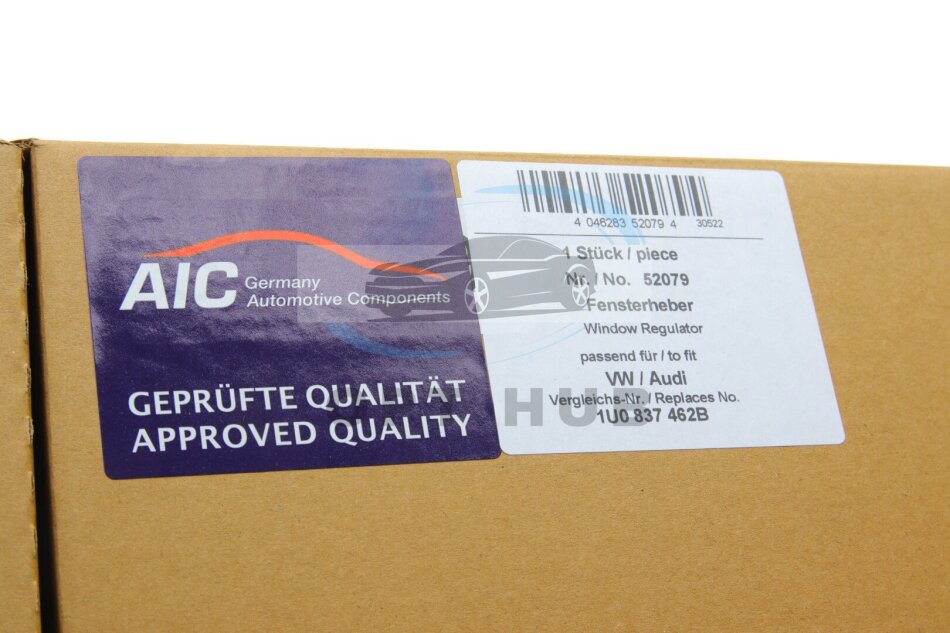 AIC Germany
Automotive Components
GEPRÜFTE QUALITÄT
APPROVED QUALITY
4 046283 52079 4 30522
1 Stück / piece
Nr. / No. 52079
Fensterheber
Window Regulator
passend für / to fit
VW / Audi
Vergleichs-Nr. / Replaces No.
1U0 837 462B
HUB